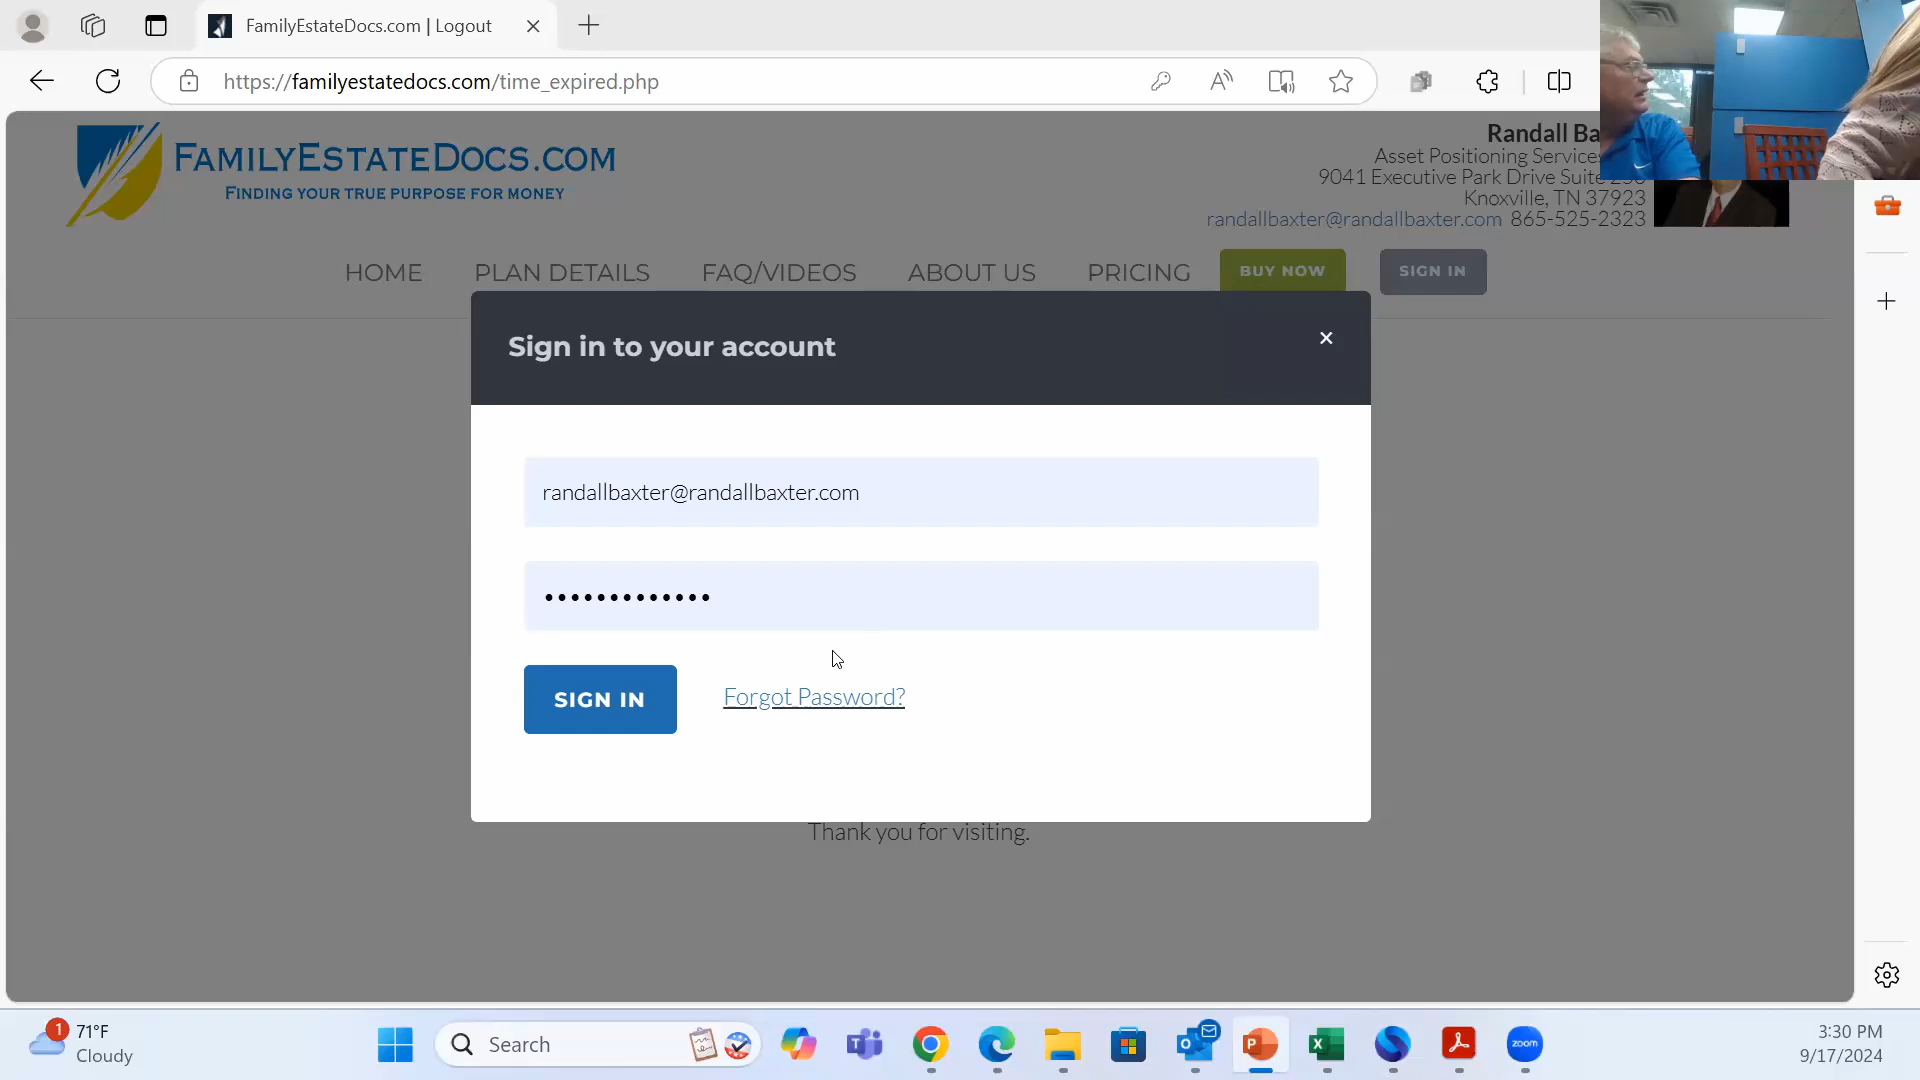 FamilyEstateDocs.com | Logout
https://familyestatedocs.com/time_expired.php
FAMILYESTATEDOCS.COM
FINDING YOUR TRUE PURPOSE FOR MONEY
Randall Ba
Asset Positioning Services
9041 Executive Park Drive Suite
Knoxville, TN 37923
randallbaxter@randallbaxter.com 865-525-2323
HOME PLAN DETAILS FAQ/VIDEOS ABOUT US PRICING BUY NOW SIGN IN
Sign in to your account
randallbaxter@randallbaxter.com
•••••••••••••
SIGN IN Forgot Password?
Thank you for visiting.
1
71°F
Cloudy
Search
zoom
3:30 PM
9/17/2024